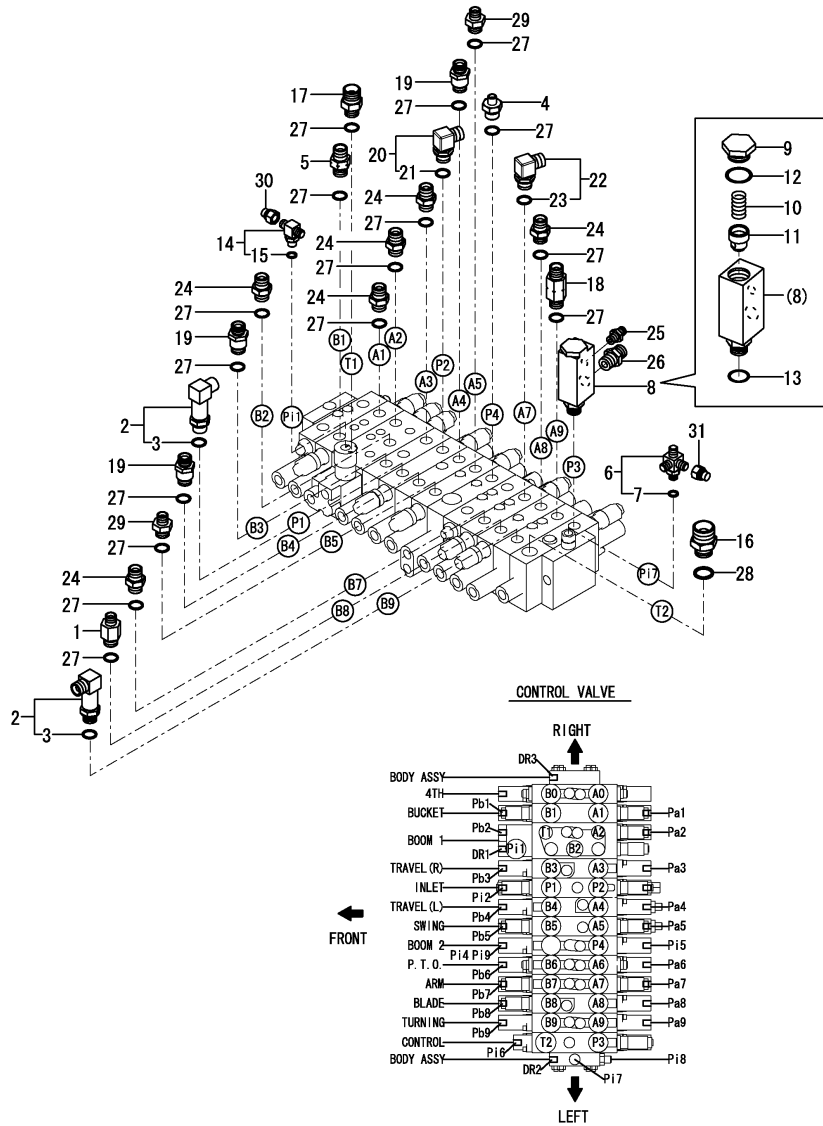 29
27
19
17
27
4
27
27
9
5
20
12
21
22
30
27
24
23
10
14
27
24
11
15
24
27
18
24
27
(8)
24
27
27
25
19
27
B1
A2
26
27
T1
A1
P2
8
13
A3
A5
2
B2
Pi1
A4
P4
A7
A9
31
3
A8
6
19
P3
7
27
B3
16
29
P1
27
B4
24
B5
Pi7
28
27
B7
T2
1
B8
27
B9
2
3
CONTROL VALVE
RIGHT
DR3
BODY ASSY
4TH
B0
A0
Pb1
BUCKET
B1
A1
Pa1
Pb2
BOOM 1
T1
A2
Pa2
DR1
Pi1
B2
TRAVEL(R)
B3
A3
Pa3
Pb3
INLET
P1
P2
Pi2
TRAVEL(L)
B4
A4
Pa4
Pb4
FRONT
SWING
B5
A5
Pa5
Pb5
BOOM 2
P4
Pi5
Pi4 Pi9
P.T.O.
B6
A6
Pa6
Pb6
ARM
B7
A7
Pa7
Pb7
BLADE
B8
A8
Pa8
Pb8
TURNING
B9
A9
Pa9
Pb9
CONTROL
T2
P3
Pi6
BODY ASSY
Pi8
DR2
Pi7
LEFT